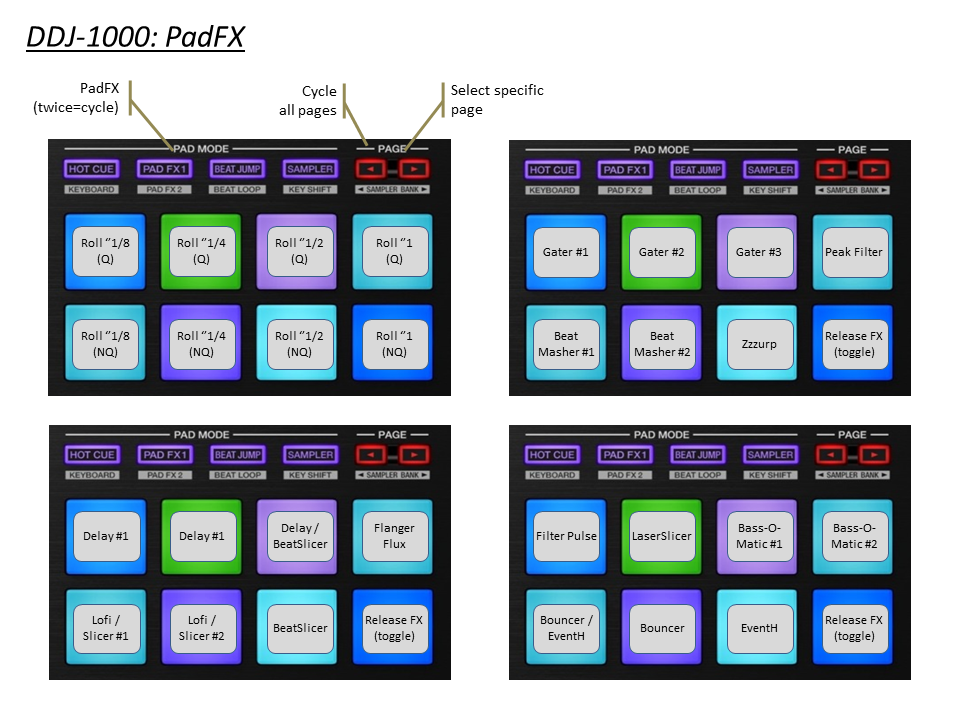 DDJ-1000: PadFX
PadFX
(twice=cycle)
Cycle
all pages
Select specific
page
PAD MODE
PAGE
HOT CUE
PAD FX1
BEAT JUMP
SAMPLER
◄
►
KEYBOARD
PAD FX 2
BEAT LOOP
KEY SHIFT
◄ SAMPLER BANK ►
Roll ”1/8
(Q)
Roll ”1/4
(Q)
Roll ”1/2
(Q)
Roll ”1
(Q)
Roll ”1/8
(NQ)
Roll ”1/4
(NQ)
Roll ”1/2
(NQ)
Roll ”1
(NQ)
PAD MODE
PAGE
HOT CUE
PAD FX1
BEAT JUMP
SAMPLER
◄
►
KEYBOARD
PAD FX 2
BEAT LOOP
KEY SHIFT
◄ SAMPLER BANK ►
Gater #1
Gater #2
Gater #3
Peak Filter
Beat
Masher #1
Beat
Masher #2
Zzzurp
Release FX
(toggle)
PAD MODE
PAGE
HOT CUE
PAD FX1
BEAT JUMP
SAMPLER
◄
►
KEYBOARD
PAD FX 2
BEAT LOOP
KEY SHIFT
◄ SAMPLER BANK ►
Delay #1
Delay #1
Delay /
BeatSlicer
Flanger
Flux
Lofi /
Slicer #1
Lofi /
Slicer #2
BeatSlicer
Release FX
(toggle)
PAD MODE
PAGE
HOT CUE
PAD FX1
BEAT JUMP
SAMPLER
◄
►
KEYBOARD
PAD FX 2
BEAT LOOP
KEY SHIFT
◄ SAMPLER BANK ►
Filter Pulse
LaserSlicer
Bass-O-
Matic #1
Bass-O-
Matic #2
Bouncer /
EventH
Bouncer
EventH
Release FX
(toggle)